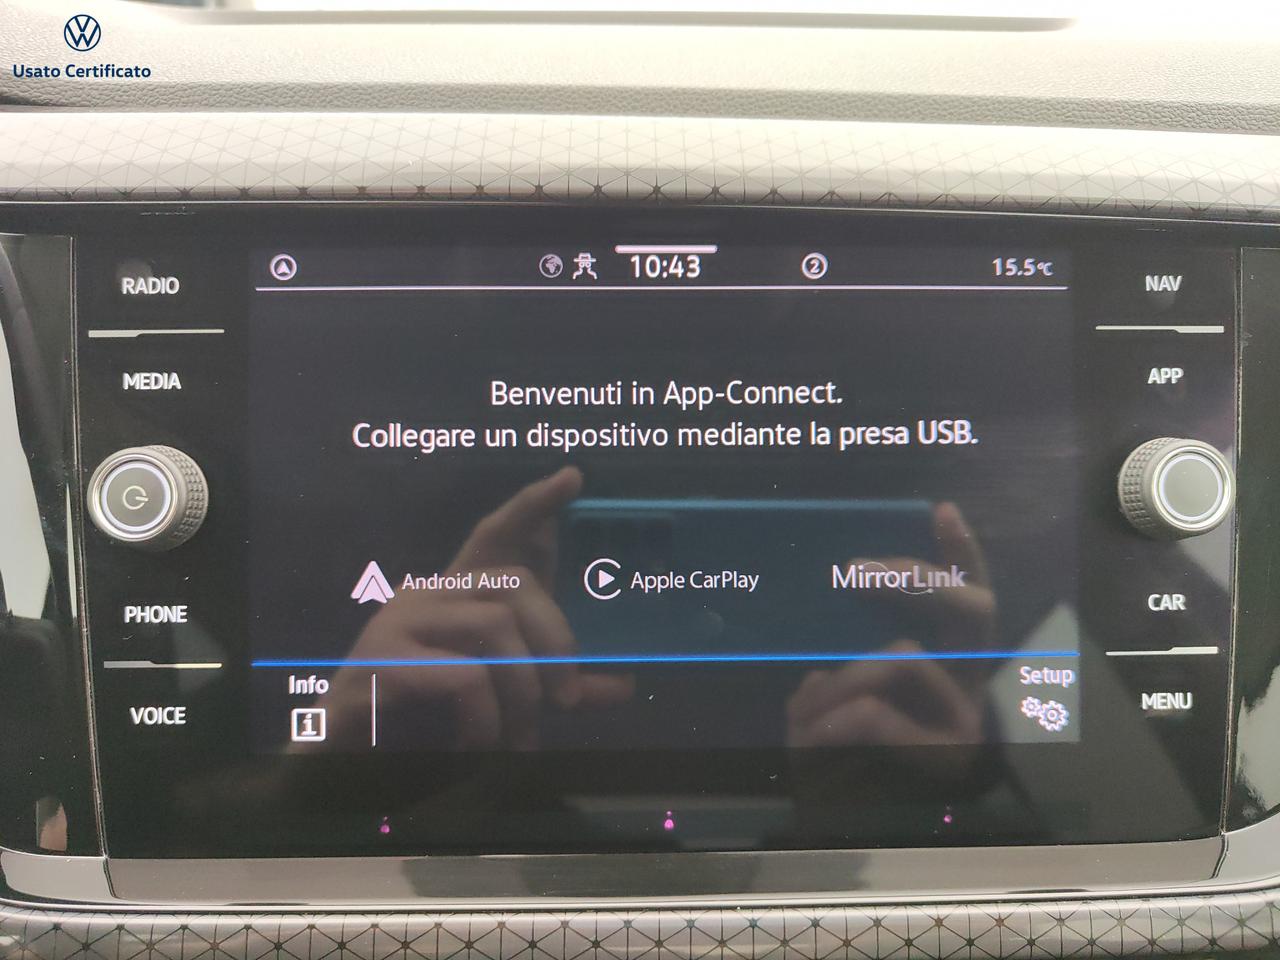 Usato Certificato
RADIO
MEDIA
PHONE
VOICE
10:43
2
15.5°C
Benvenuti in App-Connect.
Collegare un dispositivo mediante la presa USB.
Android Auto
Apple CarPlay
MirrorLink
Info
Setup
NAV
APP
CAR
MENU